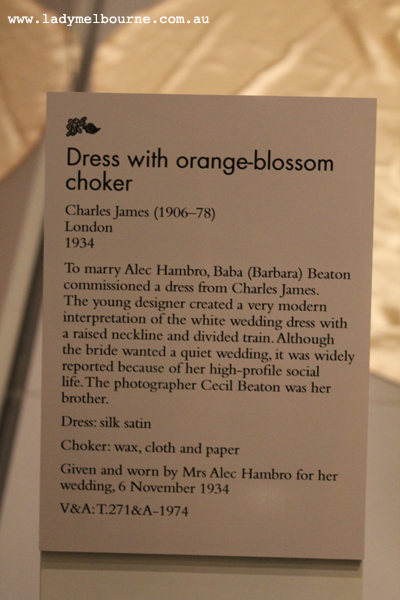 www.ladymelbourne.com.au
Dress with orange-blossom
choker
Charles James (1906–78)
London
1934
To marry Alec Hambro, Baba (Barbara) Beaton
commissioned a dress from Charles James.
The young designer created a very modern
interpretation of the white wedding dress with
a raised neckline and divided train. Although
the bride wanted a quiet wedding, it was widely
reported because of her high-profile social
life. The photographer Cecil Beaton was her
brother.
Dress: silk satin
Choker: wax, cloth and paper
Given and worn by Mrs Alec Hambro for her
wedding, 6 November 1934
V&A: T.271&A-1974